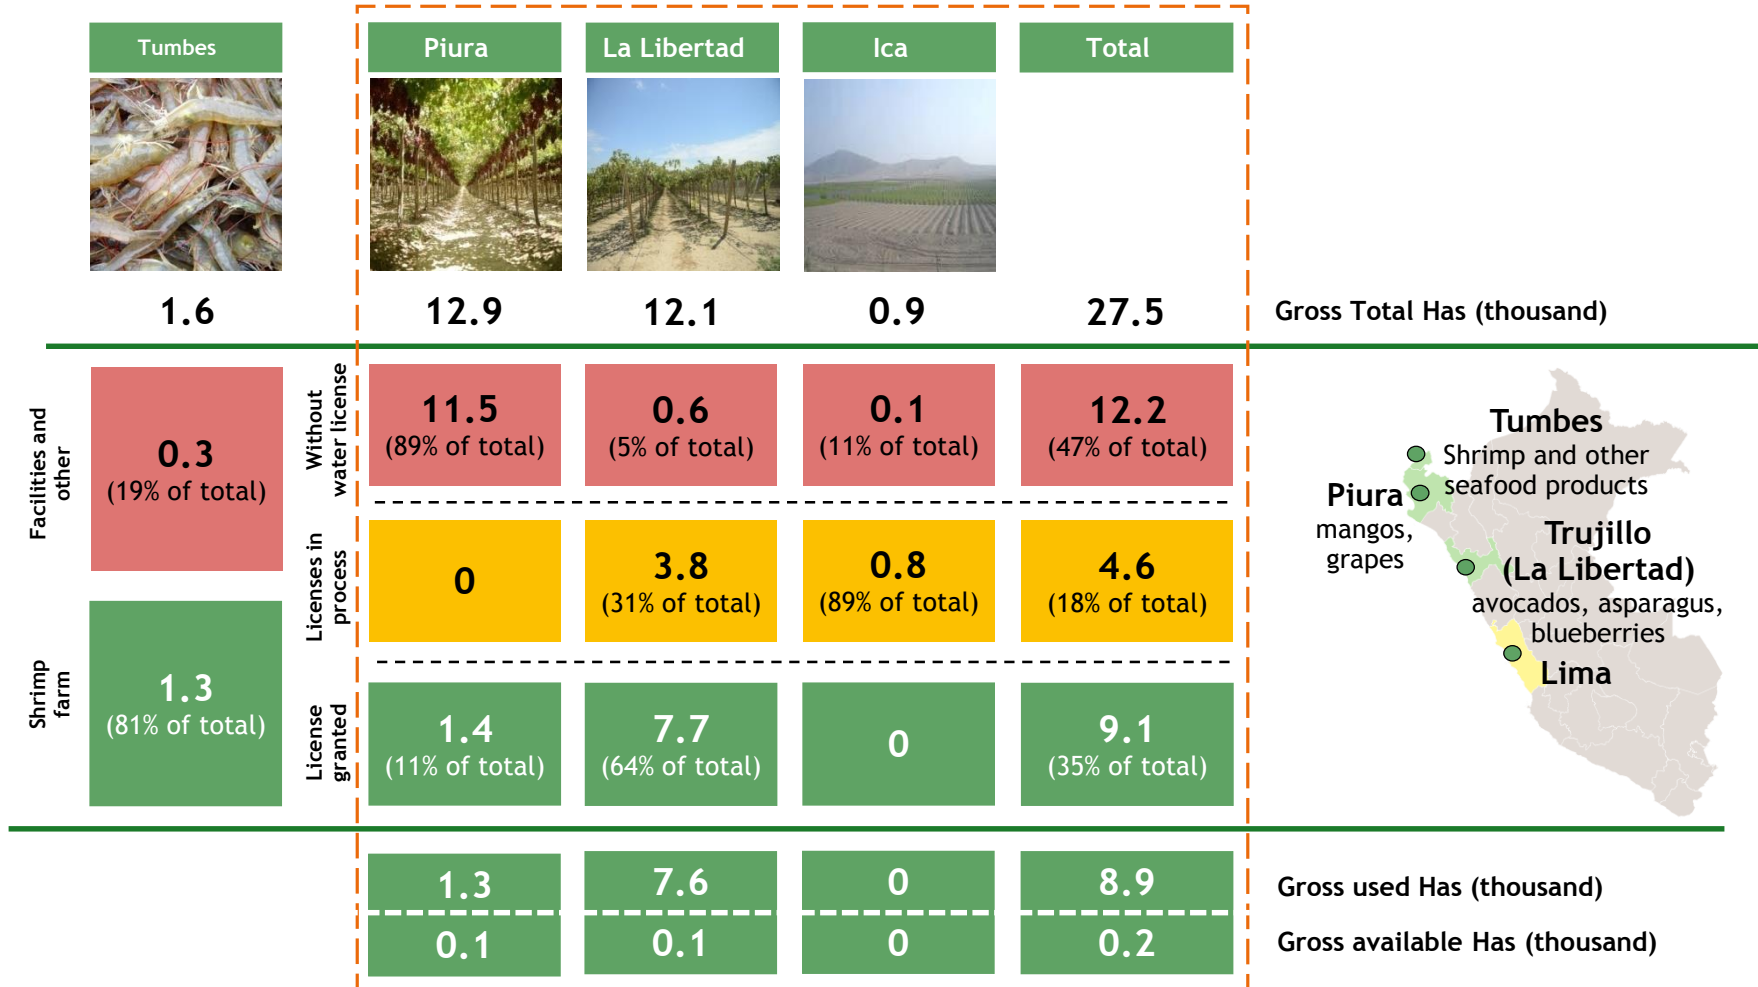 Tumbes
Piura
La Libertad
Ica
Total
1.6
12.9
12.1
0.9
27.5
Gross Total Has (thousand)
Facilities and
other
0.3
(19% of total)
Shrimp
farm
1.3
(81% of total)
Without
water license
11.5
(89% of total)
0.6
(5% of total)
0.1
(11% of total)
12.2
(47% of total)
Licenses in
process
0
3.8
(31% of total)
0.8
(89% of total)
4.6
(18% of total)
License
granted
1.4
(11% of total)
7.7
(64% of total)
0
9.1
(35% of total)
Tumbes
Shrimp and other
seafood products
Piura
mangos,
grapes
Trujillo
(La Libertad)
avocados, asparagus,
blueberries
Lima
1.3
7.6
0
8.9
Gross used Has (thousand)
0.1
0.1
0
0.2
Gross available Has (thousand)